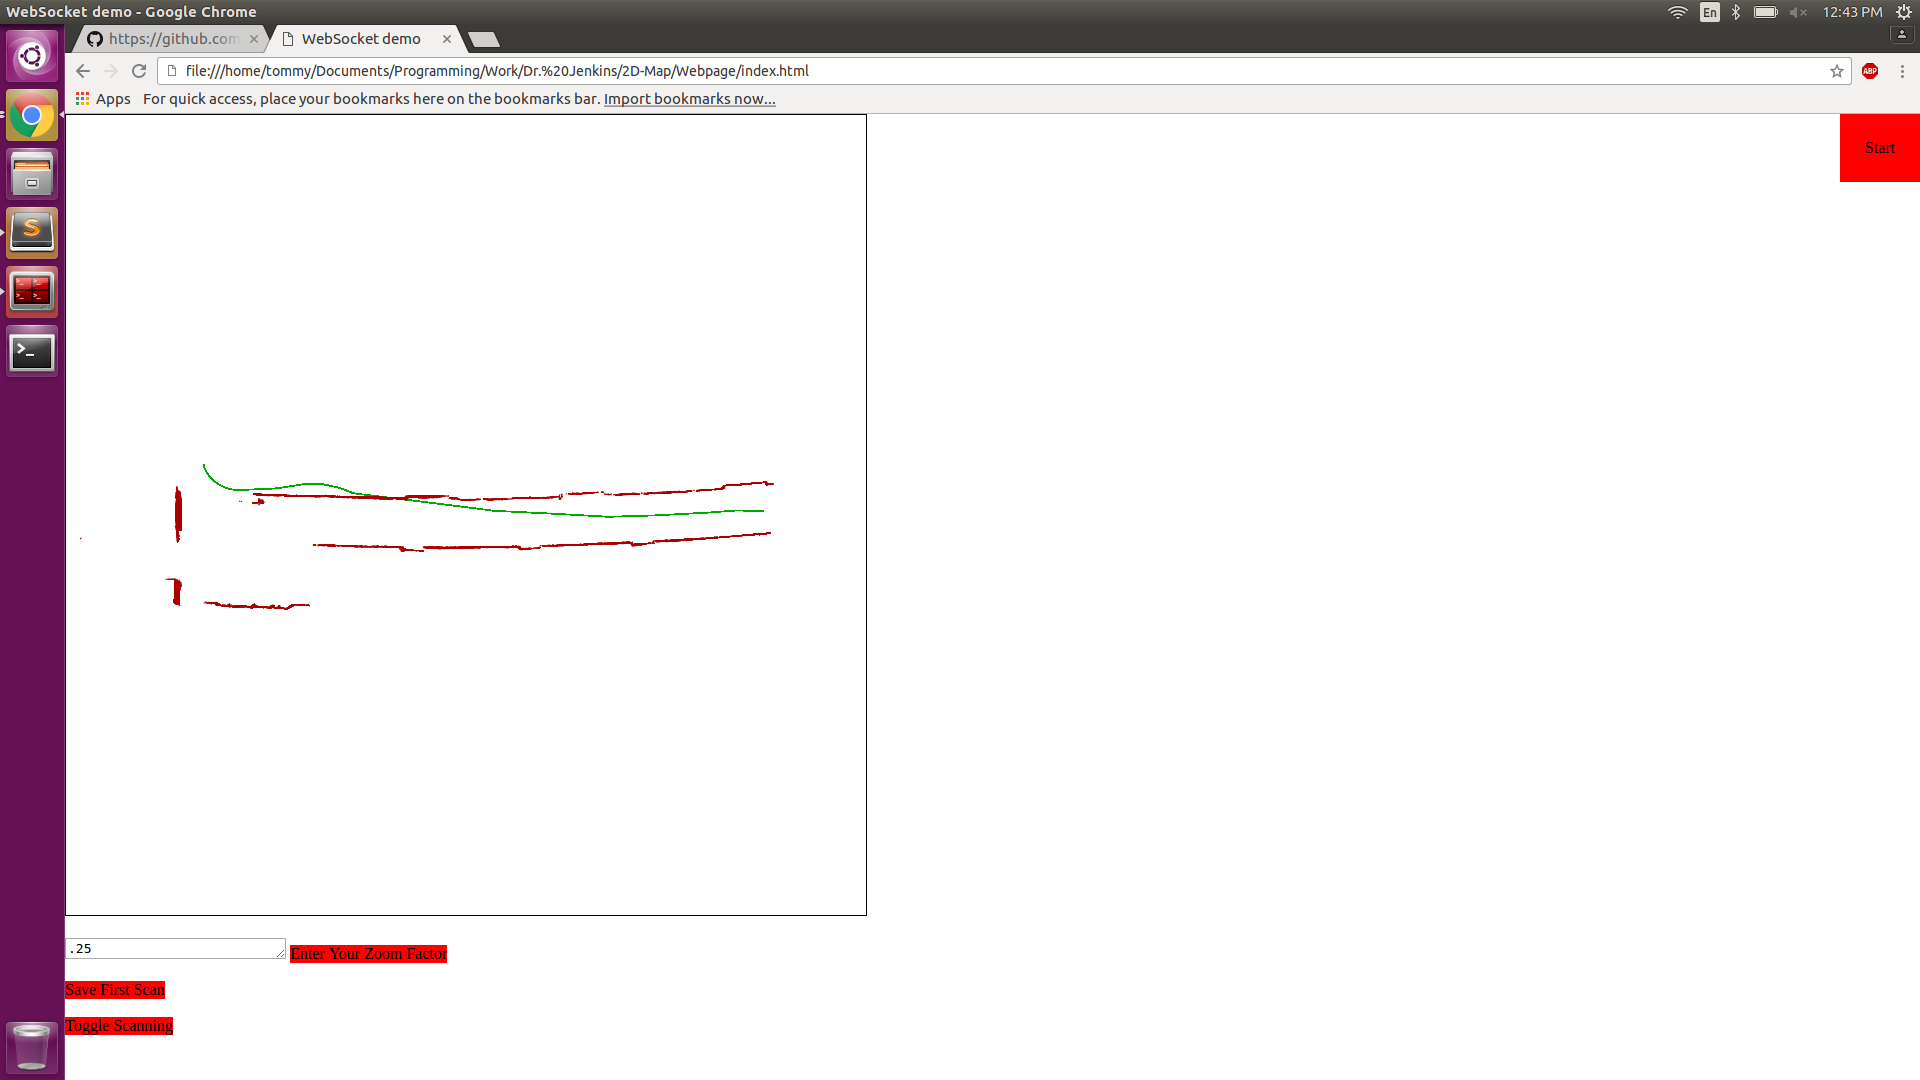 WebSocket demo - Google Chrome
En
12:43 PM
https://github.com
WebSocket demo
file:///home/tommy/Documents/Programming/Work/Dr.%20Jenkins/2D-Map/Webpage/index.html
ABP
Apps For quick access, place your bookmarks here on the bookmarks bar. Import bookmarks now...
Start
.25
Enter Your Zoom Factor
Save First Scan
Toggle Scanning